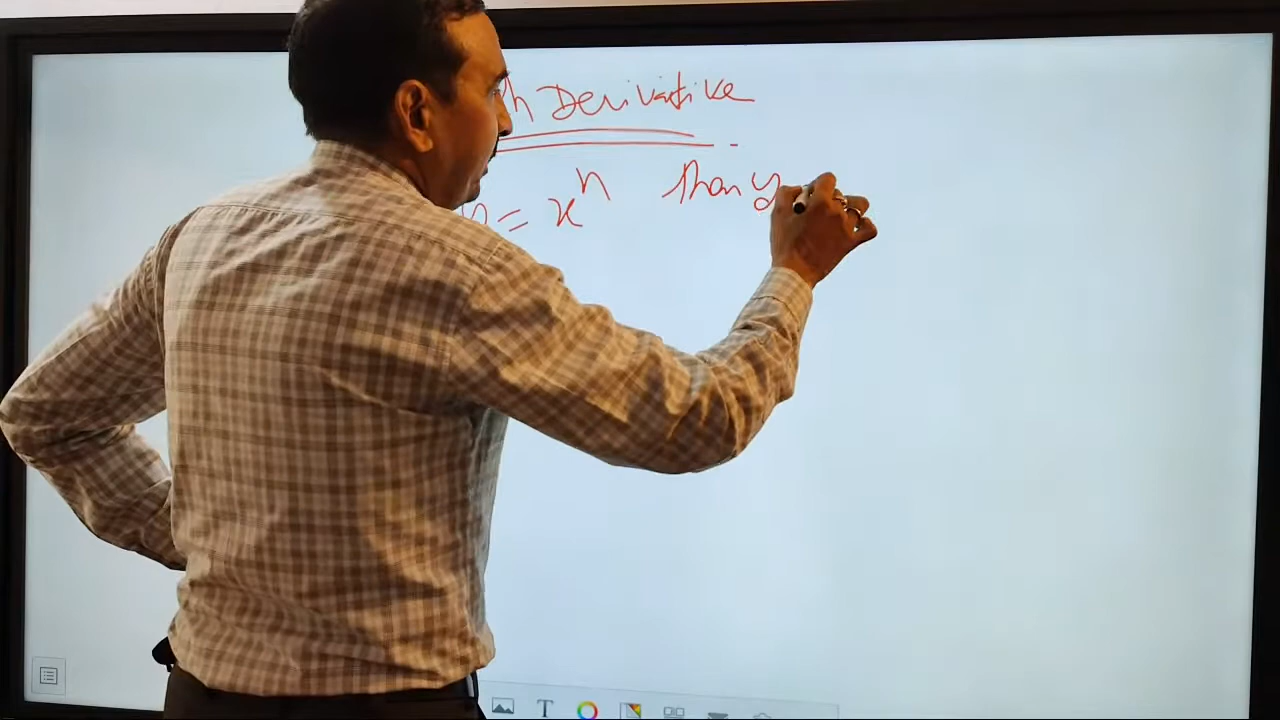 h Derivative
y = x^n Then y
T